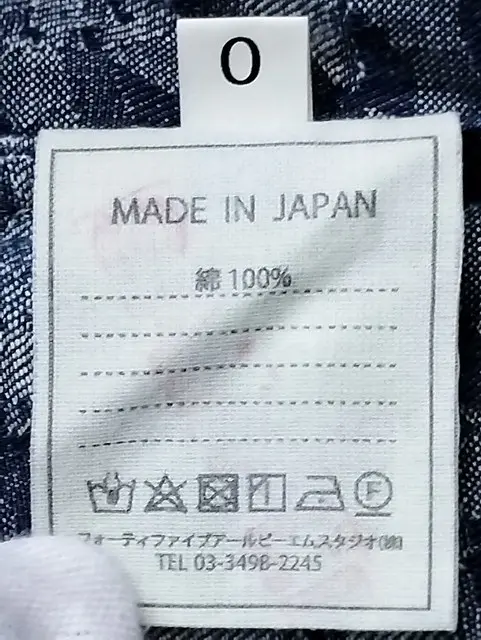 0
MADE IN JAPAN
綿 100%
F
フォーティファイブアールピーエムスタジオ(株)
TEL 03-3498-2245